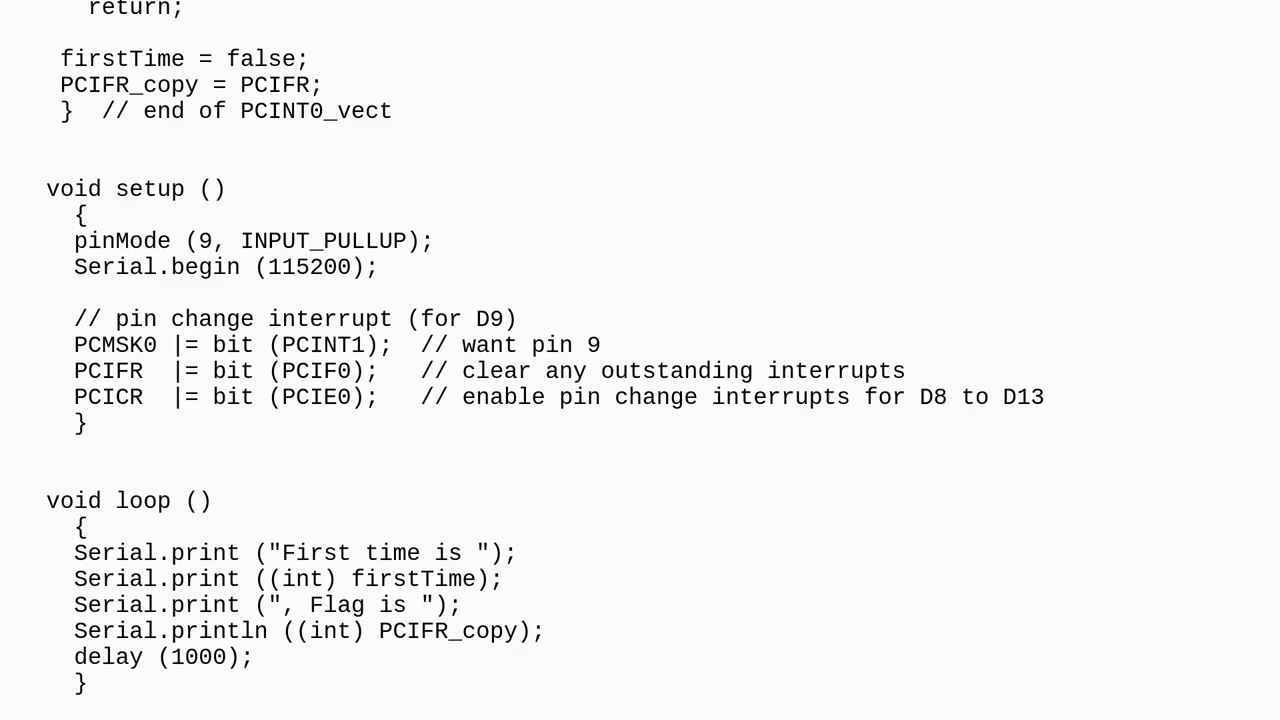 return;
firstTime = false;
PCIFR_copy = PCIFR;
}  // end of PCINT0_vect
void setup ()
{
pinMode (9, INPUT_PULLUP);
Serial.begin (115200);
// pin change interrupt (for D9)
PCMSK0 |= bit (PCINT1);  // want pin 9
PCIFR  |= bit (PCIF0);   // clear any outstanding interrupts
PCICR  |= bit (PCIE0);   // enable pin change interrupts for D8 to D13
}
void loop ()
{
Serial.print ("First time is ");
Serial.print ((int) firstTime);
Serial.print (", Flag is ");
Serial.println ((int) PCIFR_copy);
delay (1000);
}